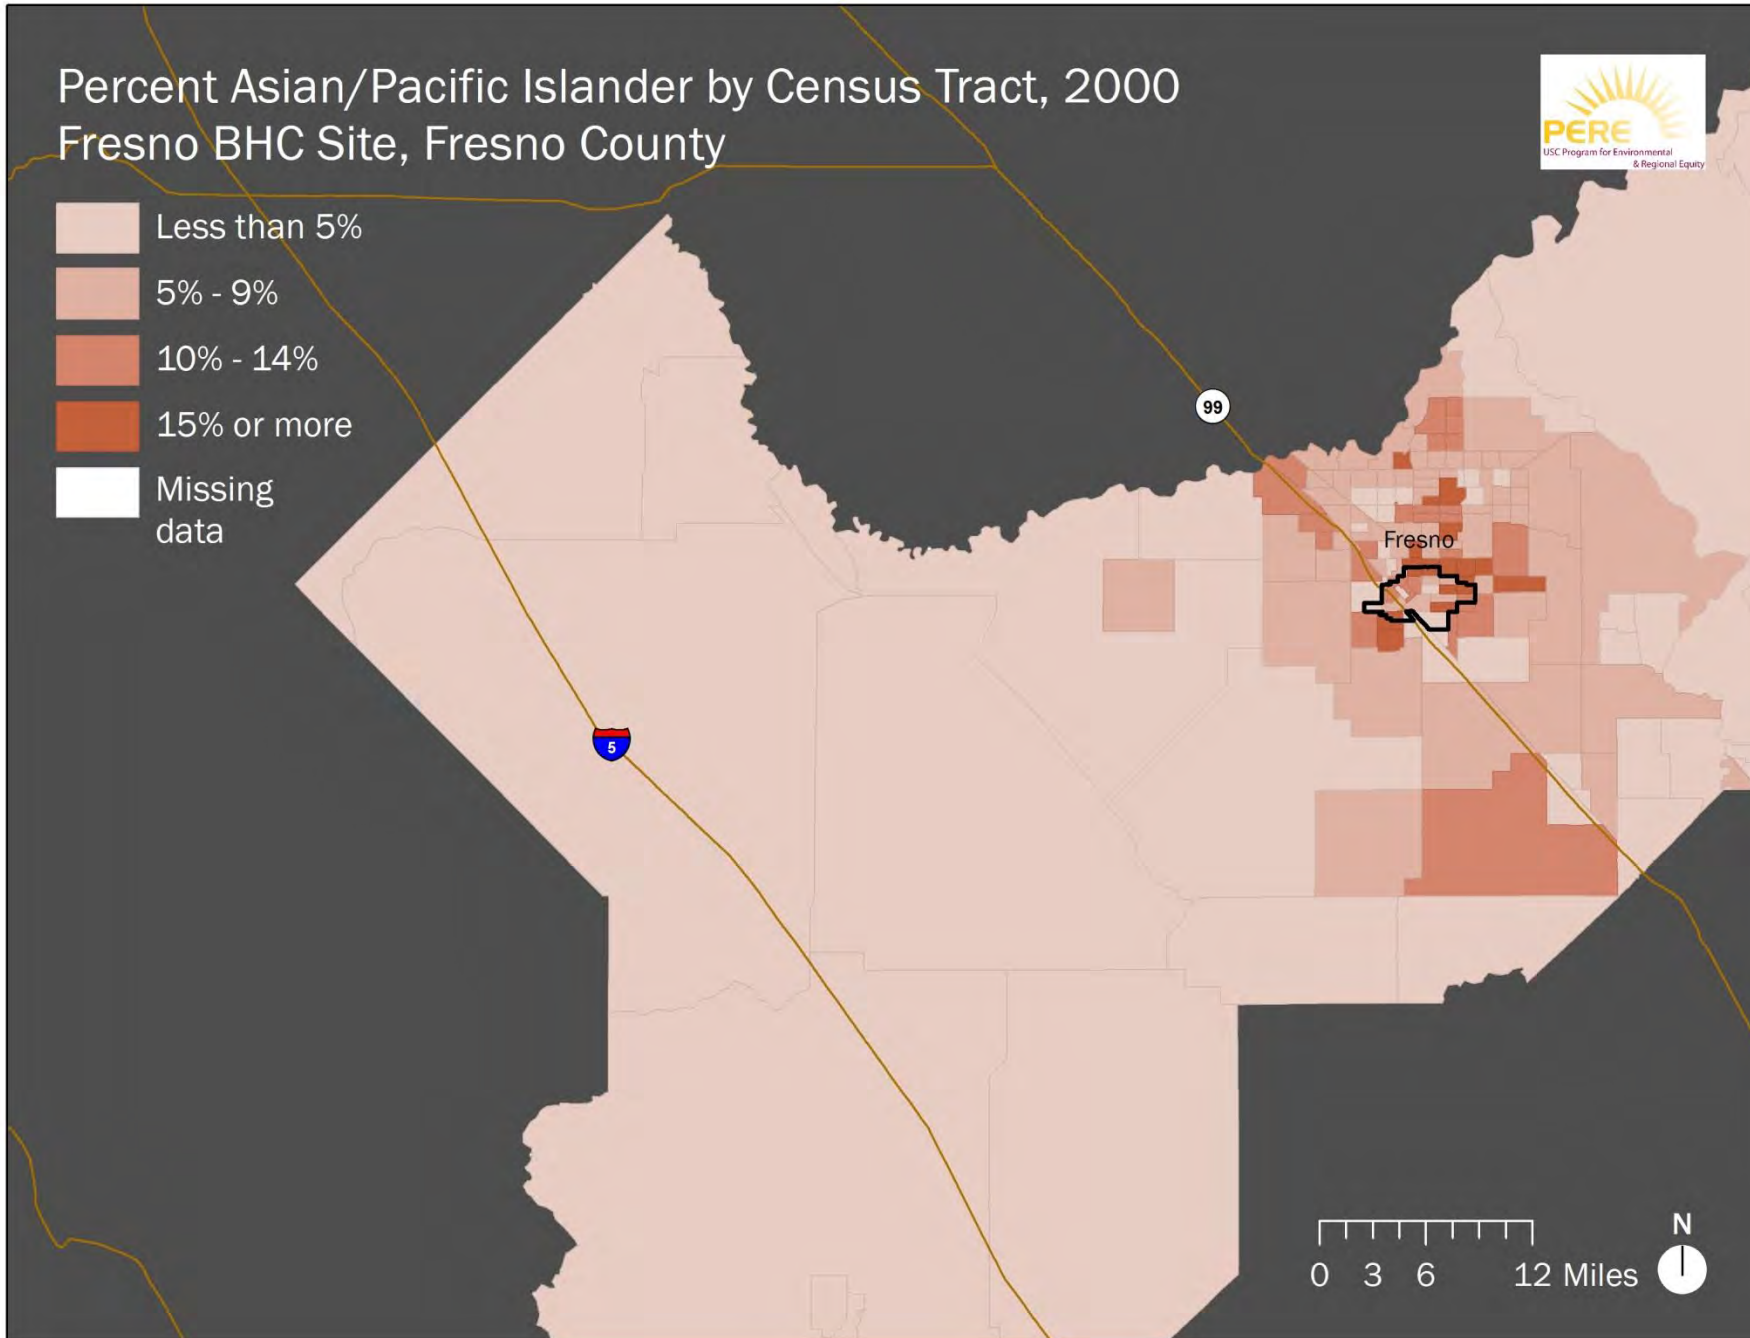 Percent Asian/Pacific Islander by Census Tract, 2000
Fresno BHC Site, Fresno County
PERE
USC Program for Environmental
& Regional Equity
Less than 5%
5% - 9%
10% - 14%
15% or more
Missing
data
99
Fresno
5
N
0 3 6 12 Miles